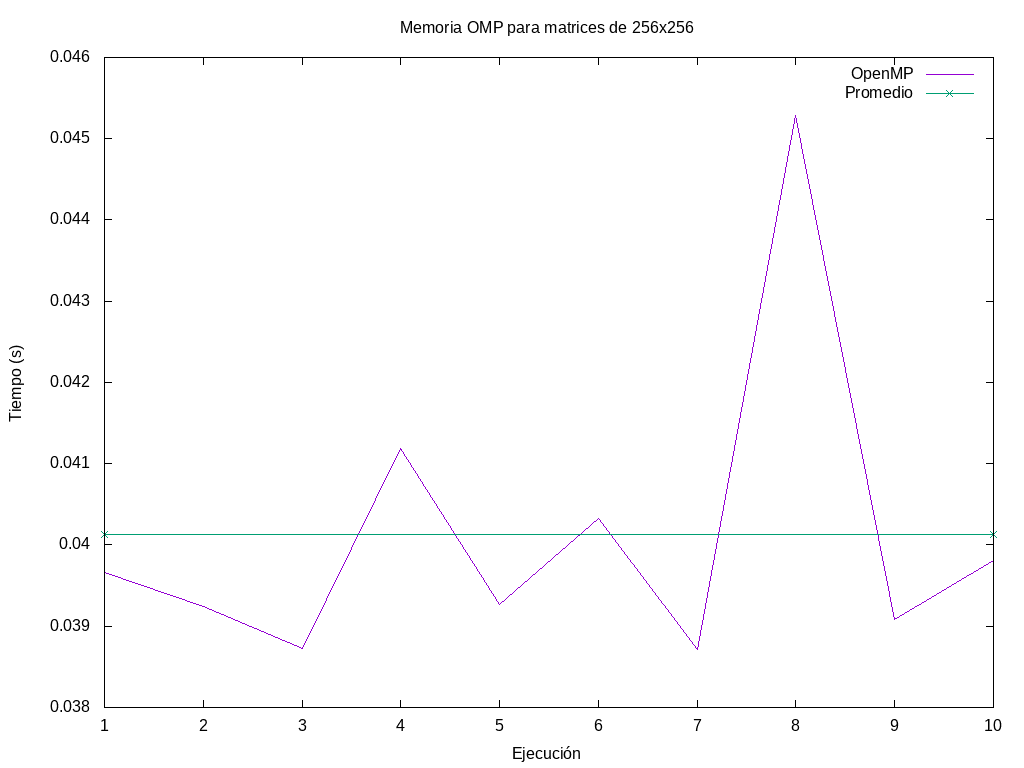 Memoria OMP para matrices de 256x256
0.046
0.045
0.044
0.043
0.042
0.041
0.04
0.039
0.038
Tiempo (s)
OpenMP
Promedio
1 2 3 4 5 6 7 8 9 10
Ejecución